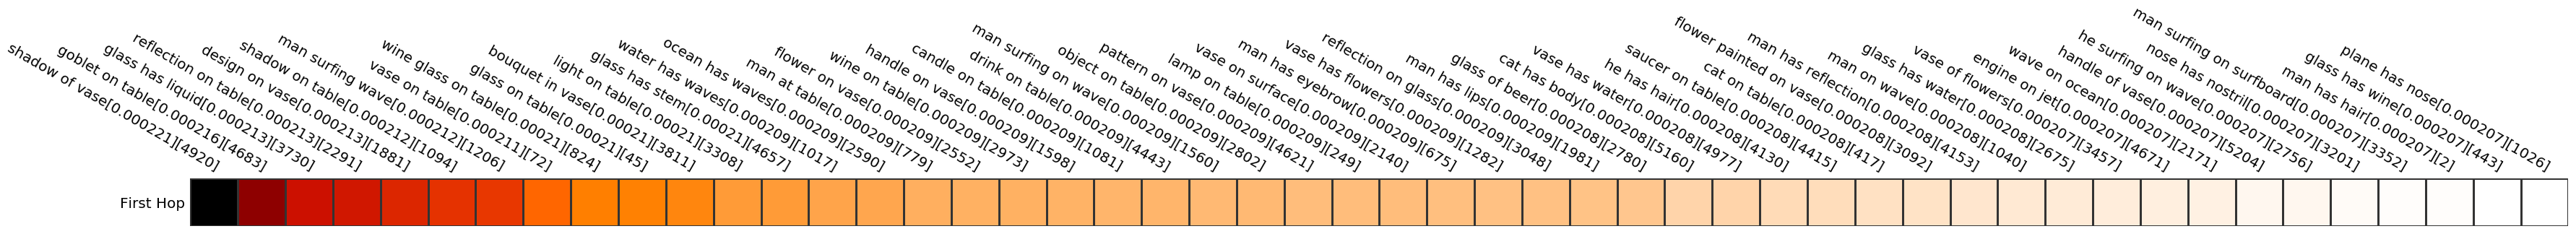 shadow of vase[0.000221][4920]
goblet on table[0.000216][4683]
glass has liquid[0.000213][3730]
reflection on table[0.000213][2291]
design on vase[0.000213][1881]
shadow on table[0.000212][1094]
man surfing wave[0.000212][1206]
vase on table[0.000211][72]
wine glass on table[0.00021][824]
glass on table[0.00021][45]
bouquet in vase[0.00021][3811]
light on table[0.00021][3308]
glass has stem[0.00021][4657]
water has waves[0.000209][1017]
ocean has waves[0.000209][2590]
man at table[0.000209][779]
flower on vase[0.000209][2552]
wine on table[0.000209][2973]
handle on vase[0.000209][1598]
candle on table[0.000209][1081]
drink on table[0.000209][4443]
man surfing on wave[0.000209][1560]
object on table[0.000209][2802]
pattern on vase[0.000209][4621]
lamp on table[0.000209][249]
vase on surface[0.000209][2140]
man has eyebrow[0.000209][675]
vase has flowers[0.000209][1282]
reflection on glass[0.000209][3048]
man has lips[0.000209][1981]
glass of beer[0.000208][2780]
cat has body[0.000208][5160]
vase has water[0.000208][4977]
he has hair[0.000208][4130]
saucer on table[0.000208][4415]
cat on table[0.000208][417]
flower painted on vase[0.000208][3092]
man has reflection[0.000208][4153]
man on wave[0.000208][1040]
glass has water[0.000208][2675]
vase of flowers[0.000207][3457]
engine on jet[0.000207][4671]
wave on ocean[0.000207][2171]
handle of vase[0.000207][5204]
he surfing on wave[0.000207][2756]
nose has nostril[0.000207][3201]
man surfing on surfboard[0.000207][3352]
man has hair[0.000207][2]
glass wine[0.000207][443]
plane has nose[0.000207][1026]
First Hop